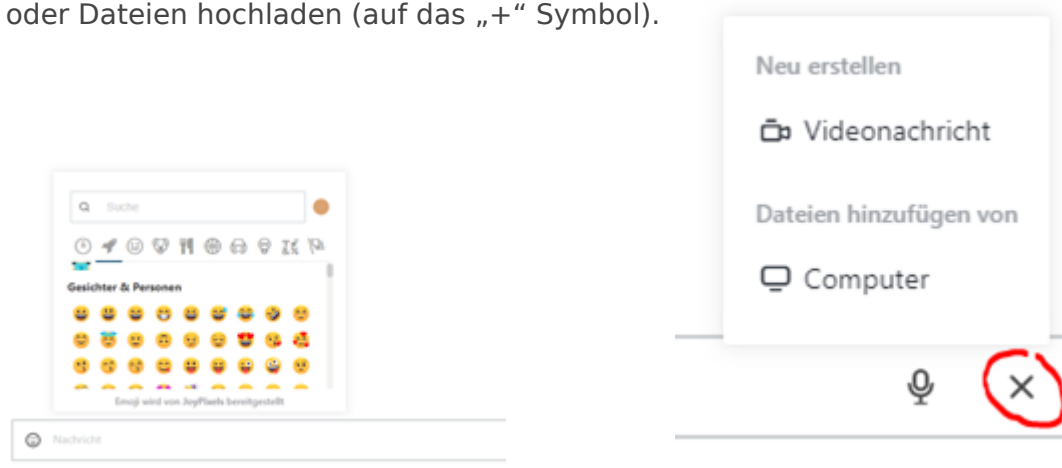 oder Dateien hochladen (auf das „+“ Symbol).
Suche
Gesichter & Personen
Emoji wird von JoyPixels bereitgestellt
Nachricht
Neu erstellen
Videonachricht
Dateien hinzufügen von
Computer